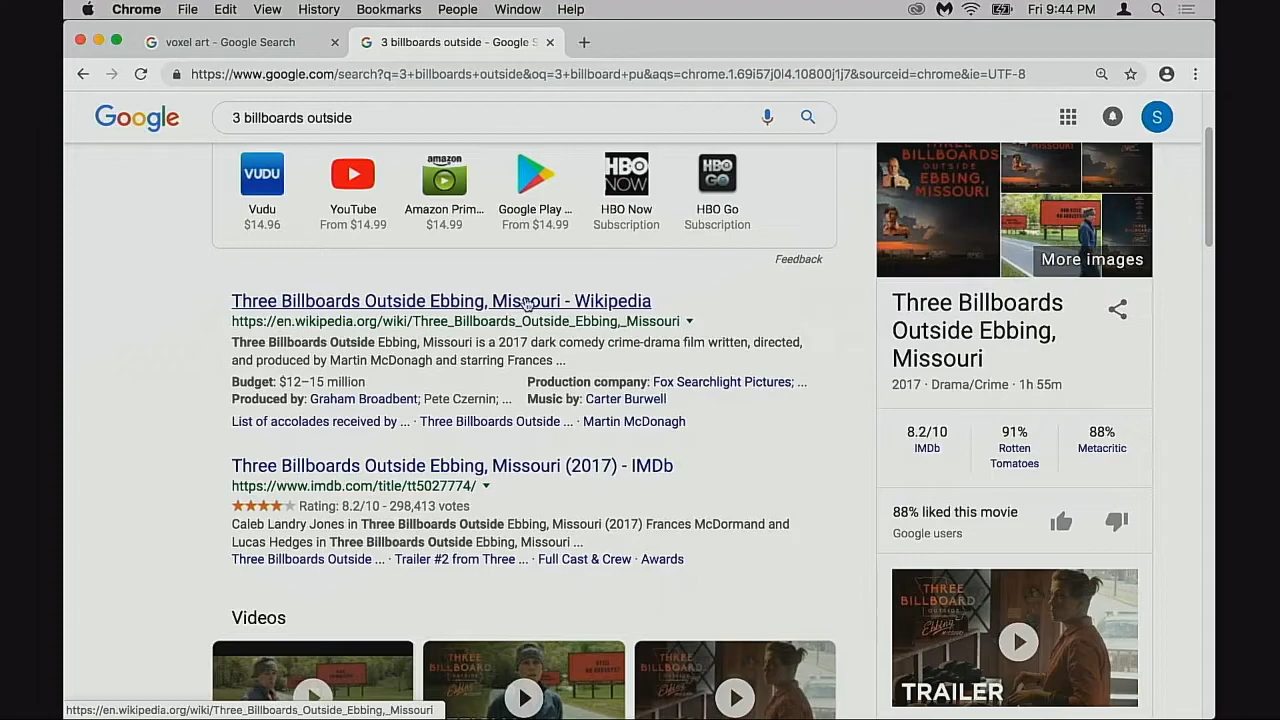 Chrome File Edit View History Bookmarks People Window Help Fri 9:44 PM
voxel art - Google Search
3 billboards outside - Google S
https://www.google.com/search?q=3+billboards+outside&oq=3+billboard+pu&aqs=chrome.1.69i57j0l4.10800j1j7&sourceid=chrome&ie=UTF-8
Google
3 billboards outside
S
VUDU
Vudu
$14.96
YouTube
From $14.99
amazon
Amazon Prim...
$14.99
Google Play ...
From $14.99
HBO NOW
HBO Now
Subscription
HBO GO
HBO Go
Subscription
Feedback
Three Billboards Outside Ebbing, Missouri - Wikipedia
https://en.wikipedia.org/wiki/Three_Billboards_Outside_Ebbing,_Missouri
Three Billboards Outside Ebbing, Missouri is a 2017 dark comedy crime-drama film written, directed,
and produced by Martin McDonagh and starring Frances ...
Budget: $12–15 million
Production company: Fox Searchlight Pictures; ...
Produced by: Graham Broadbent; Pete Czernin; ...
Music by: Carter Burwell
List of accolades received by ... · Three Billboards Outside ... · Martin McDonagh
Three Billboards Outside Ebbing, Missouri (2017) - IMDb
https://www.imdb.com/title/tt5027774/
Rating: 8.2/10 - 298,413 votes
Caleb Landry Jones in Three Billboards Outside Ebbing, Missouri (2017) Frances McDormand and
Lucas Hedges in Three Billboards Outside Ebbing, Missouri ...
Three Billboards Outside ... · Trailer #2 from Three ... · Full Cast & Crew · Awards
Videos
THREE
BILLBOARD
THREE
BILLBOARDS
https://en.wikipedia.org/wiki/Three_Billboards_Outside_Ebbing,_Missouri
THREE
BILLBOARDS
OUTSIDE
EBBING,
MISSOURI
MISSOURI
More images
Three Billboards
Outside Ebbing,
Missouri
2017 · Drama/Crime · 1h 55m
8.2/10
IMDb
91%
Rotten
Tomatoes
88%
Metacritic
88% liked this movie
Google users
THREE
BILLBOARDS
OUTSIDE
Ebbing
MISSOURI
TRAILER